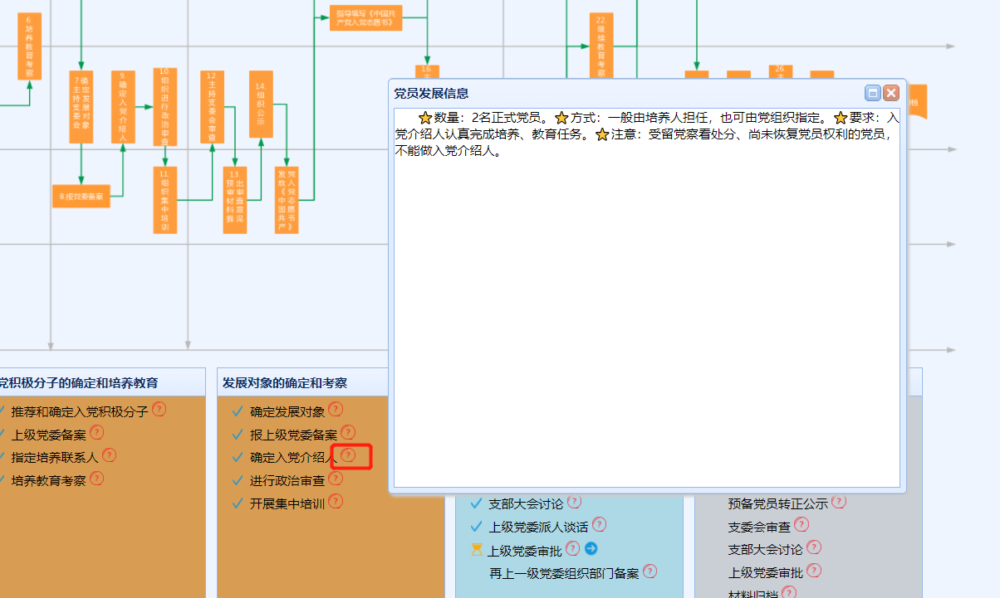 6.培养教育考察
7.确定发展对象
主持支委会
8.报党委备案
9.确定入党介绍人
10.组织进行政治审查
11.组织集中培训
12.主持支委会审查
13.
预审材料推
出审查意见
14.组织公示
发放《中国共产
党入党志愿书》
指导填写《中国共
产党入党志愿书》
16.
22.继续教育考察
26.
档
党员发展信息
⭐数量：2名正式党员。⭐方式：一般由培养人担任，也可由党组织指定。⭐要求：入
党介绍人认真完成培养、教育任务。⭐注意：受留党察看处分、尚未恢复党员权利的党员，
不能做入党介绍人。
党积极分子的确定和培养教育
推荐和确定入党积极分子 ?
上级党委备案 ?
指定培养联系人 ?
培养教育考察 ?
发展对象的确定和考察
确定发展对象 ?
报上级党委备案 ?
确定入党介绍人 ?
进行政治审查 ?
开展集中培训 ?
支部大会讨论 ?
上级党委派人谈话 ?
上级党委审批 ?
再上一级党委组织部门备案 ?
预备党员转正公示 ?
支委会审查 ?
支部大会讨论 ?
上级党委审批 ?
材料归档 ?